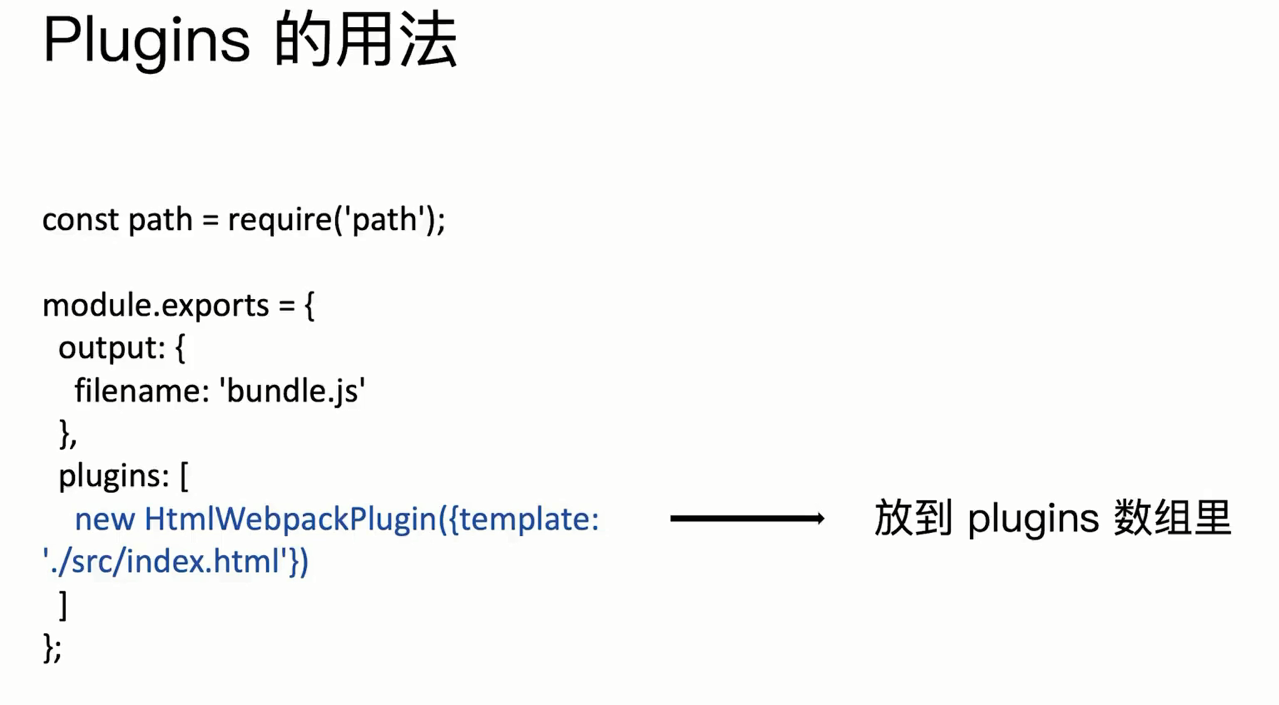 Plugins 的用法
const path = require('path');
module.exports = {
output: {
filename: 'bundle.js'
},
plugins: [
new HtmlWebpackPlugin({template:
'./src/index.html'})
]
};
放到 plugins 数组里